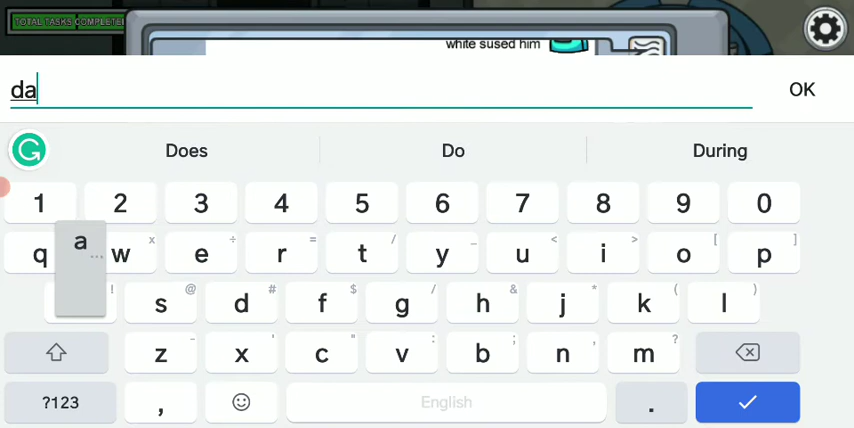 TOTAL TASKS COMPLETE
white sused him
da
OK
Does Do During
1 2 3 4 5 6 7 8 9 0
q w x e ÷ r = t / y _ u < i > o [ p ]
a ... ! s @ d # f $ g / h & j * k ( l )
z - x ' c " v : b ; n , m ?
?123 , English .